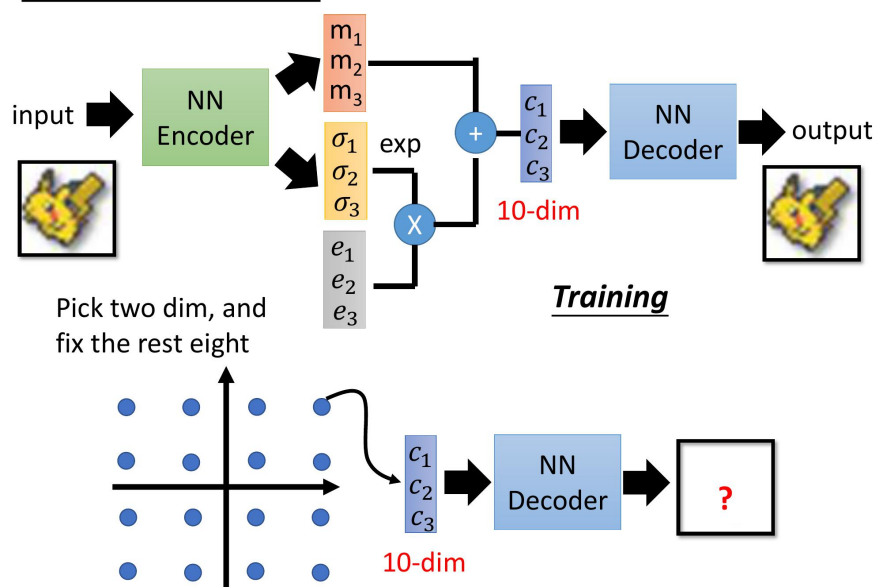 input
NN
Encoder
m₁
m₂
m₃
σ₁
σ₂
σ₃
exp
e₁
e₂
e₃
X
+
c₁
c₂
c₃
10-dim
NN
Decoder
output
Training
Pick two dim, and
fix the rest eight
c₁
c₂
c₃
10-dim
NN
Decoder
?